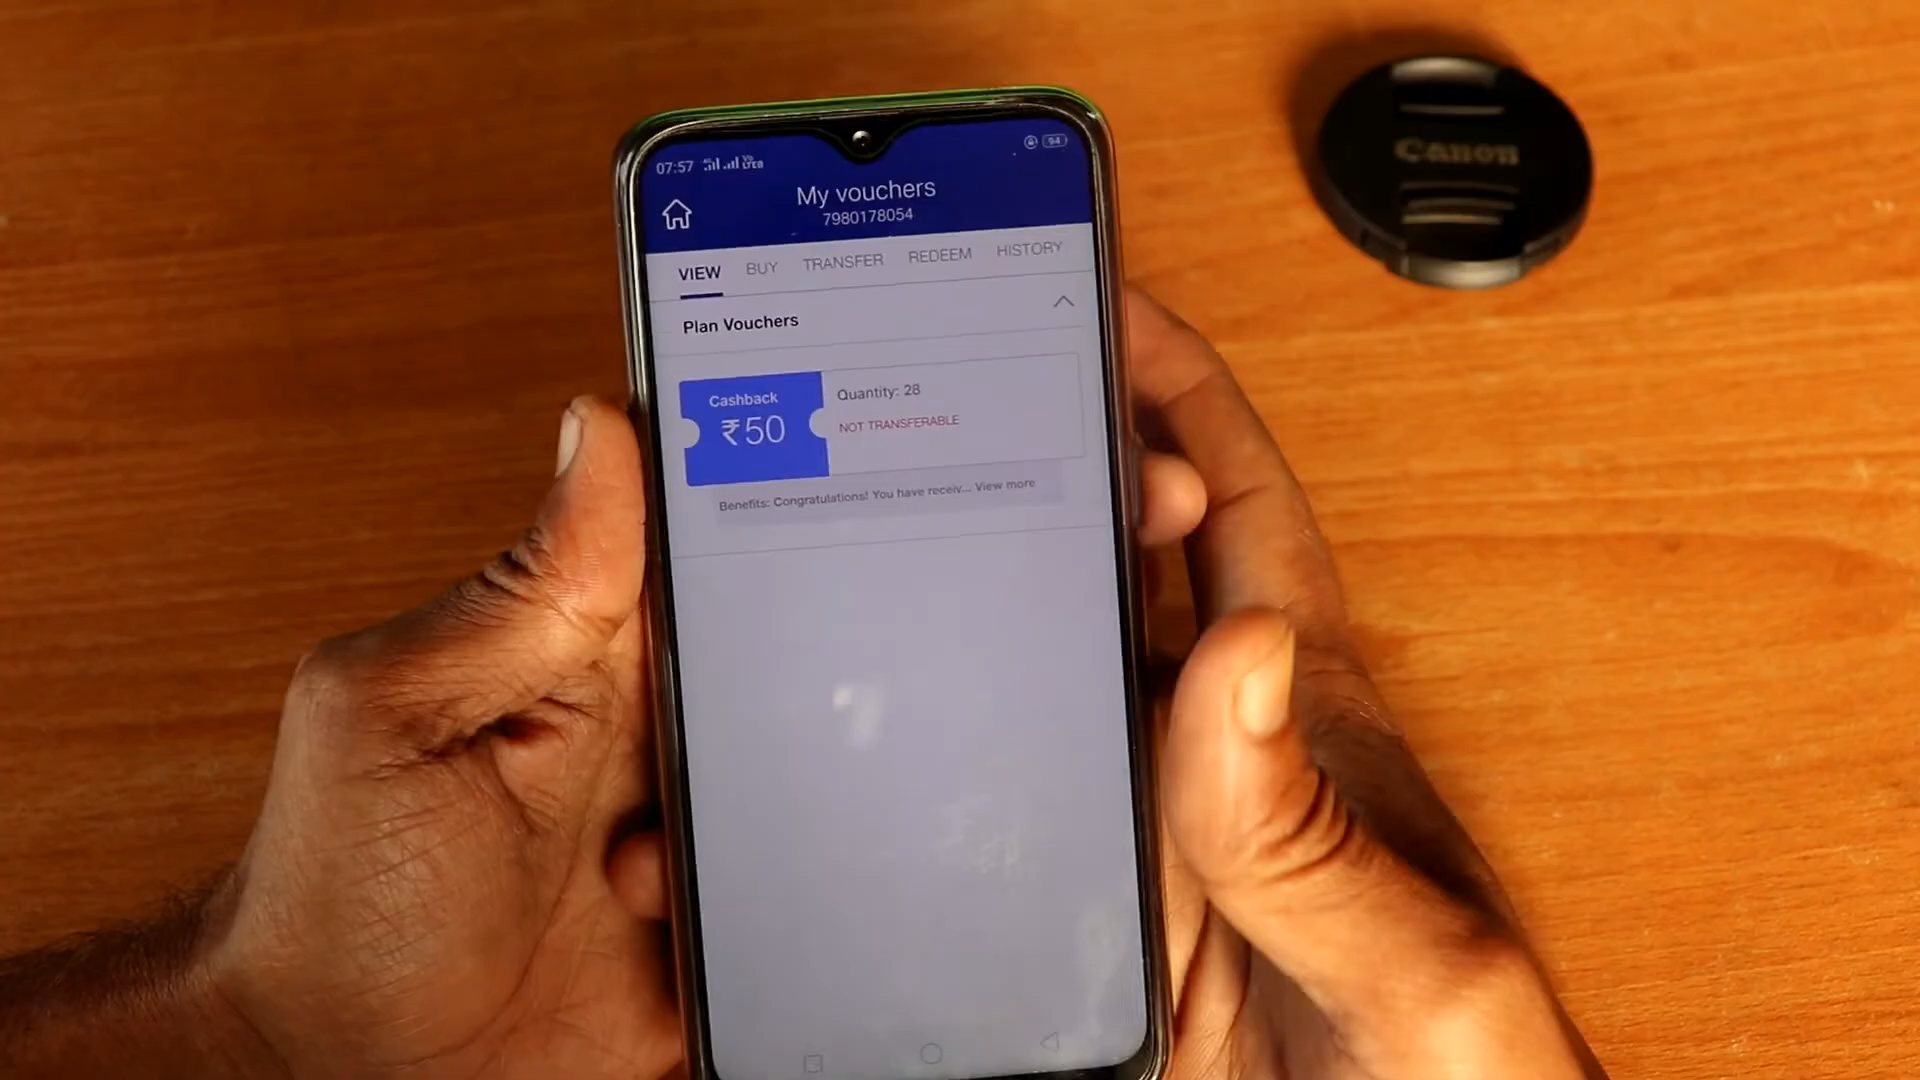 07:57
94
My vouchers
7980178054
VIEW BUY TRANSFER REDEEM HISTORY
Plan Vouchers
Cashback
₹50
Quantity: 28
NOT TRANSFERABLE
Benefits: Congratulations! You have receiv... View more
Canon